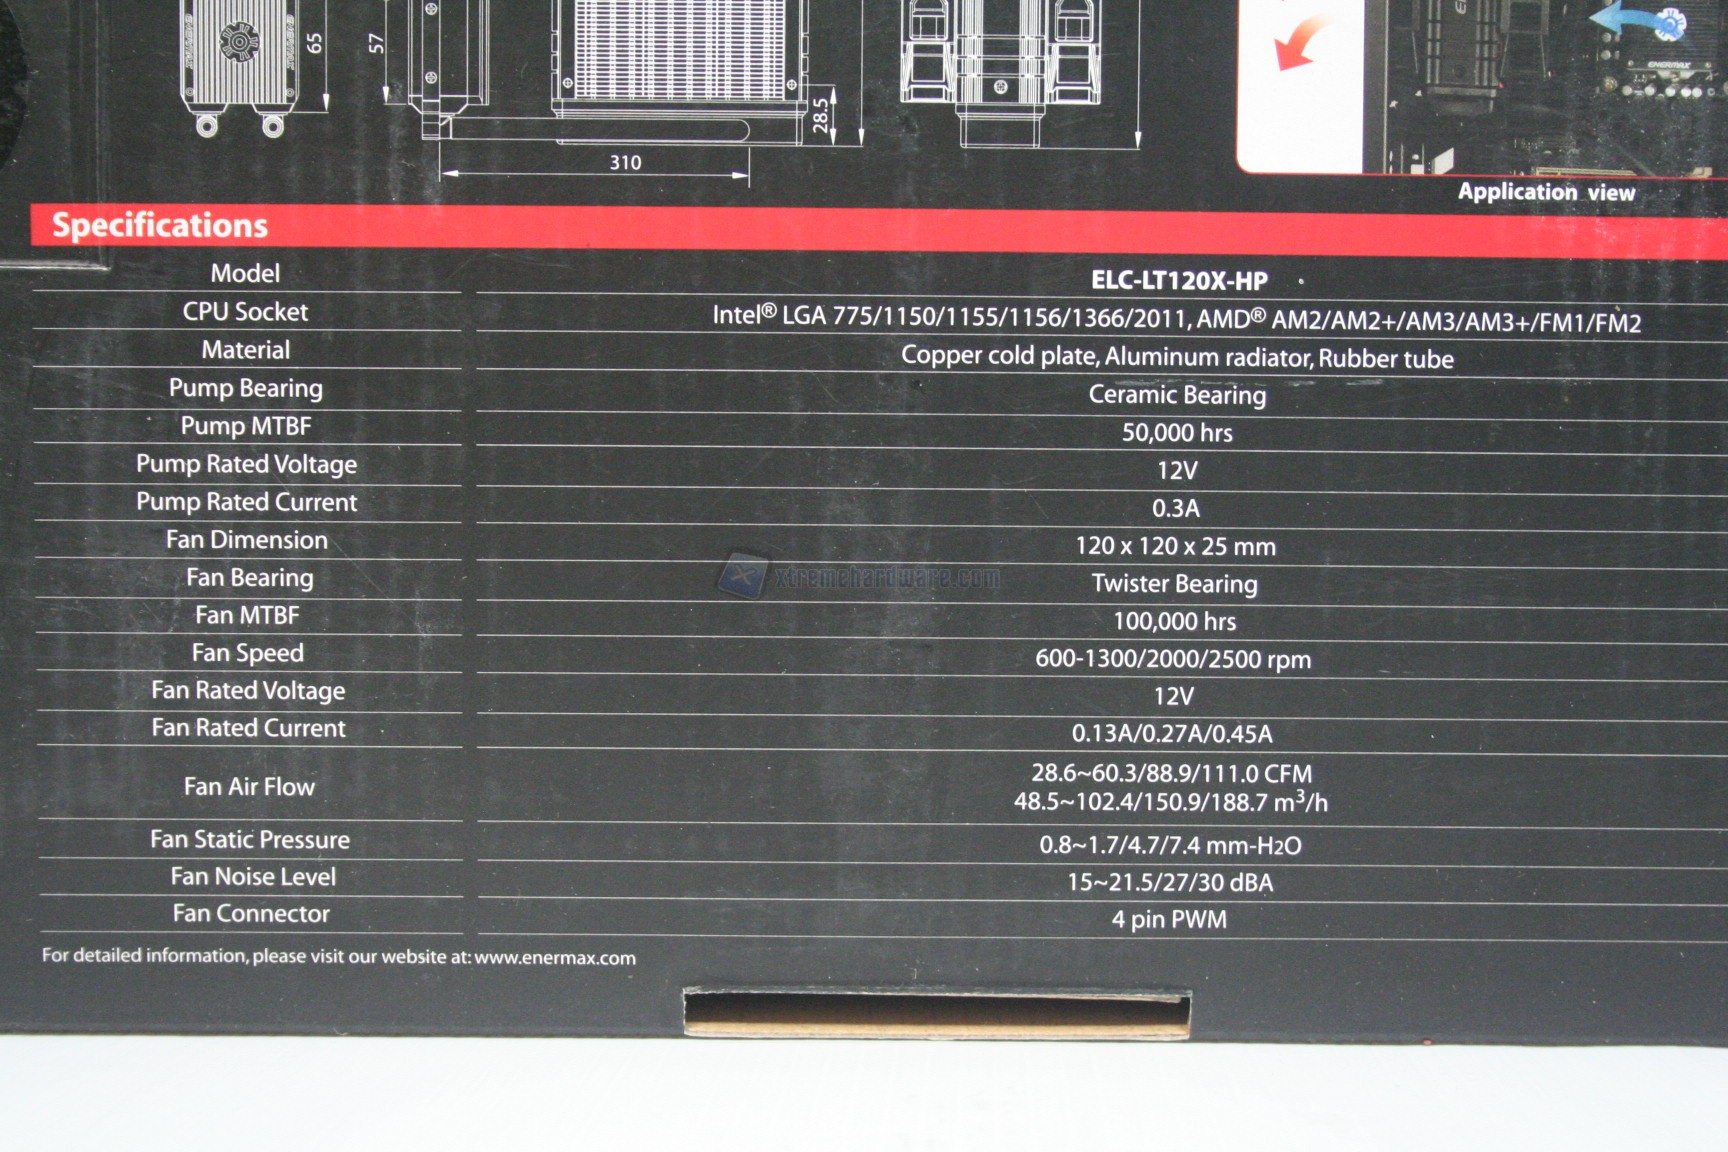 65
57
28.5
310
ENERMAX
Application view
Specifications
Model ELC-LT120X-HP
CPU Socket Intel® LGA 775/1150/1155/1156/1366/2011, AMD® AM2/AM2+/AM3/AM3+/FM1/FM2
Material Copper cold plate, Aluminum radiator, Rubber tube
Pump Bearing Ceramic Bearing
Pump MTBF 50,000 hrs
Pump Rated Voltage 12V
Pump Rated Current 0.3A
Fan Dimension 120 x 120 x 25 mm
Fan Bearing Twister Bearing
xtremehardware.com
Fan MTBF 100,000 hrs
Fan Speed 600-1300/2000/2500 rpm
Fan Rated Voltage 12V
Fan Rated Current 0.13A/0.27A/0.45A
Fan Air Flow 28.6~60.3/88.9/111.0 CFM
48.5~102.4/150.9/188.7 m³/h
Fan Static Pressure 0.8~1.7/4.7/7.4 mm-H2O
Fan Noise Level 15~21.5/27/30 dBA
Fan Connector 4 pin PWM
For detailed information, please visit our website at: www.enermax.com